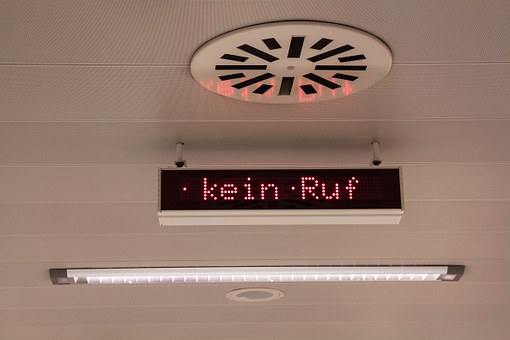 · kein ·Ruf